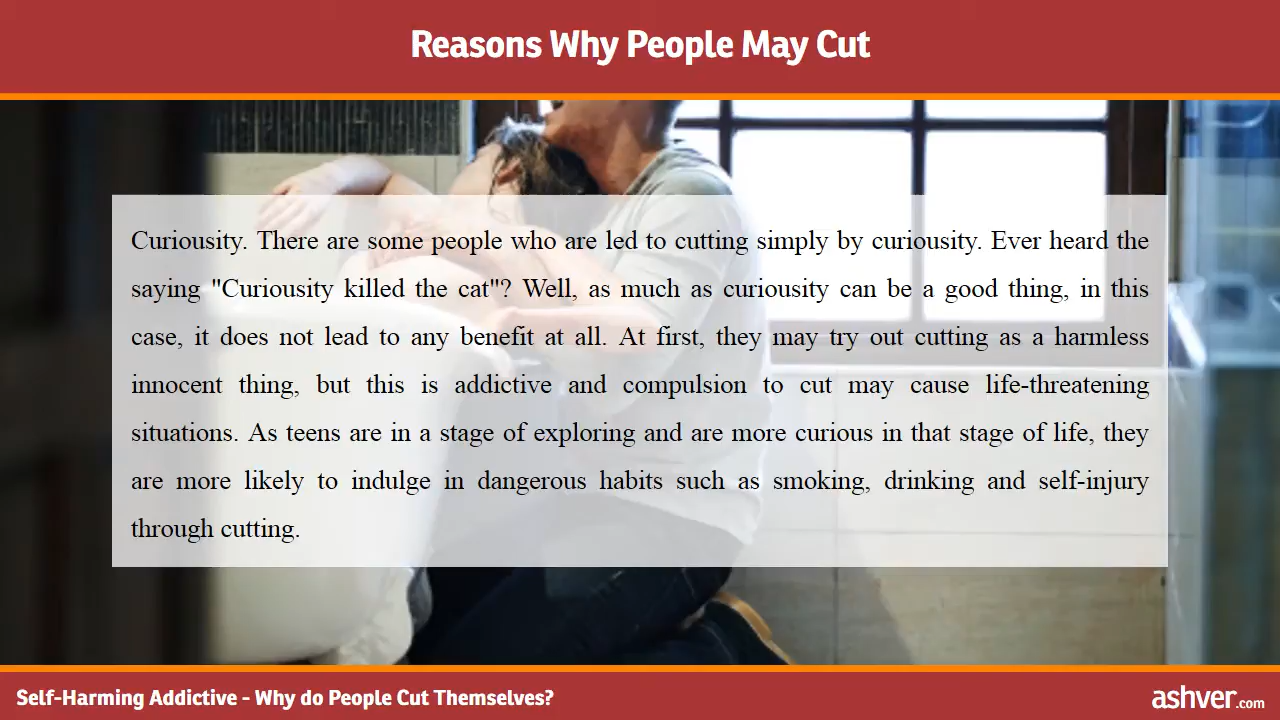 Reasons Why People May Cut
Curiousity. There are some people who are led to cutting simply by curiousity. Ever heard the
saying "Curiousity killed the cat"? Well, as much as curiousity can be a good thing, in this
case, it does not lead to any benefit at all. At first, they may try out cutting as a harmless
innocent thing, but this is addictive and compulsion to cut may cause life-threatening
situations. As teens are in a stage of exploring and are more curious in that stage of life, they
are more likely to indulge in dangerous habits such as smoking, drinking and self-injury
through cutting.
Self-Harming Addictive - Why do People Cut Themselves?
ashver.com